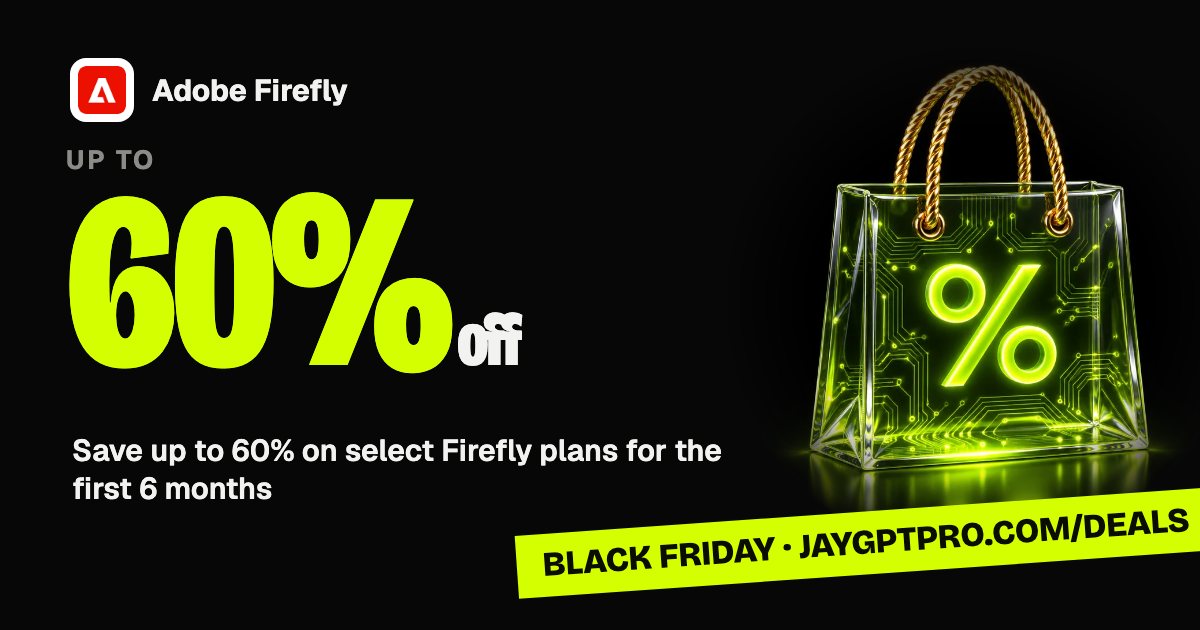 Adobe Firefly
UP TO
60% off
Save up to 60% on select Firefly plans for the
first 6 months
%
BLACK FRIDAY · JAYGPTPRO.COM/DEALS